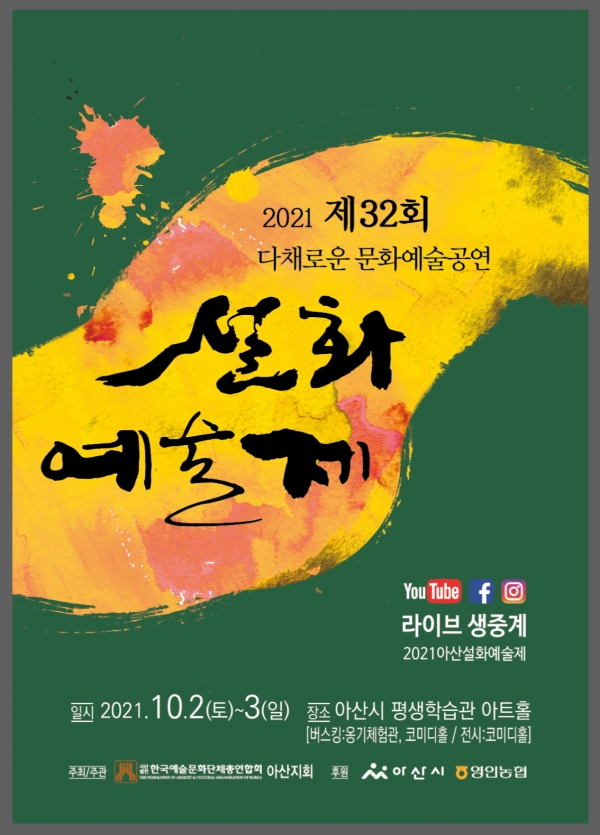 2021 제32회
다채로운 문화예술공연
설화
예술제
YouTube
라이브 생중계
2021아산설화예술제
일시 2021.10.2(토)~3(일) 장소 아산시 평생학습관 아트홀
[버스킹:옹기체험관, 코미디홀 / 전시:코미디홀]
주최/주관 한국예술문화단체총연합회 아산지회 후원 아산시 영인농협
THE FEDERATION OF ARTISTIC & CULTURAL ORGANIZATION OF KOREA